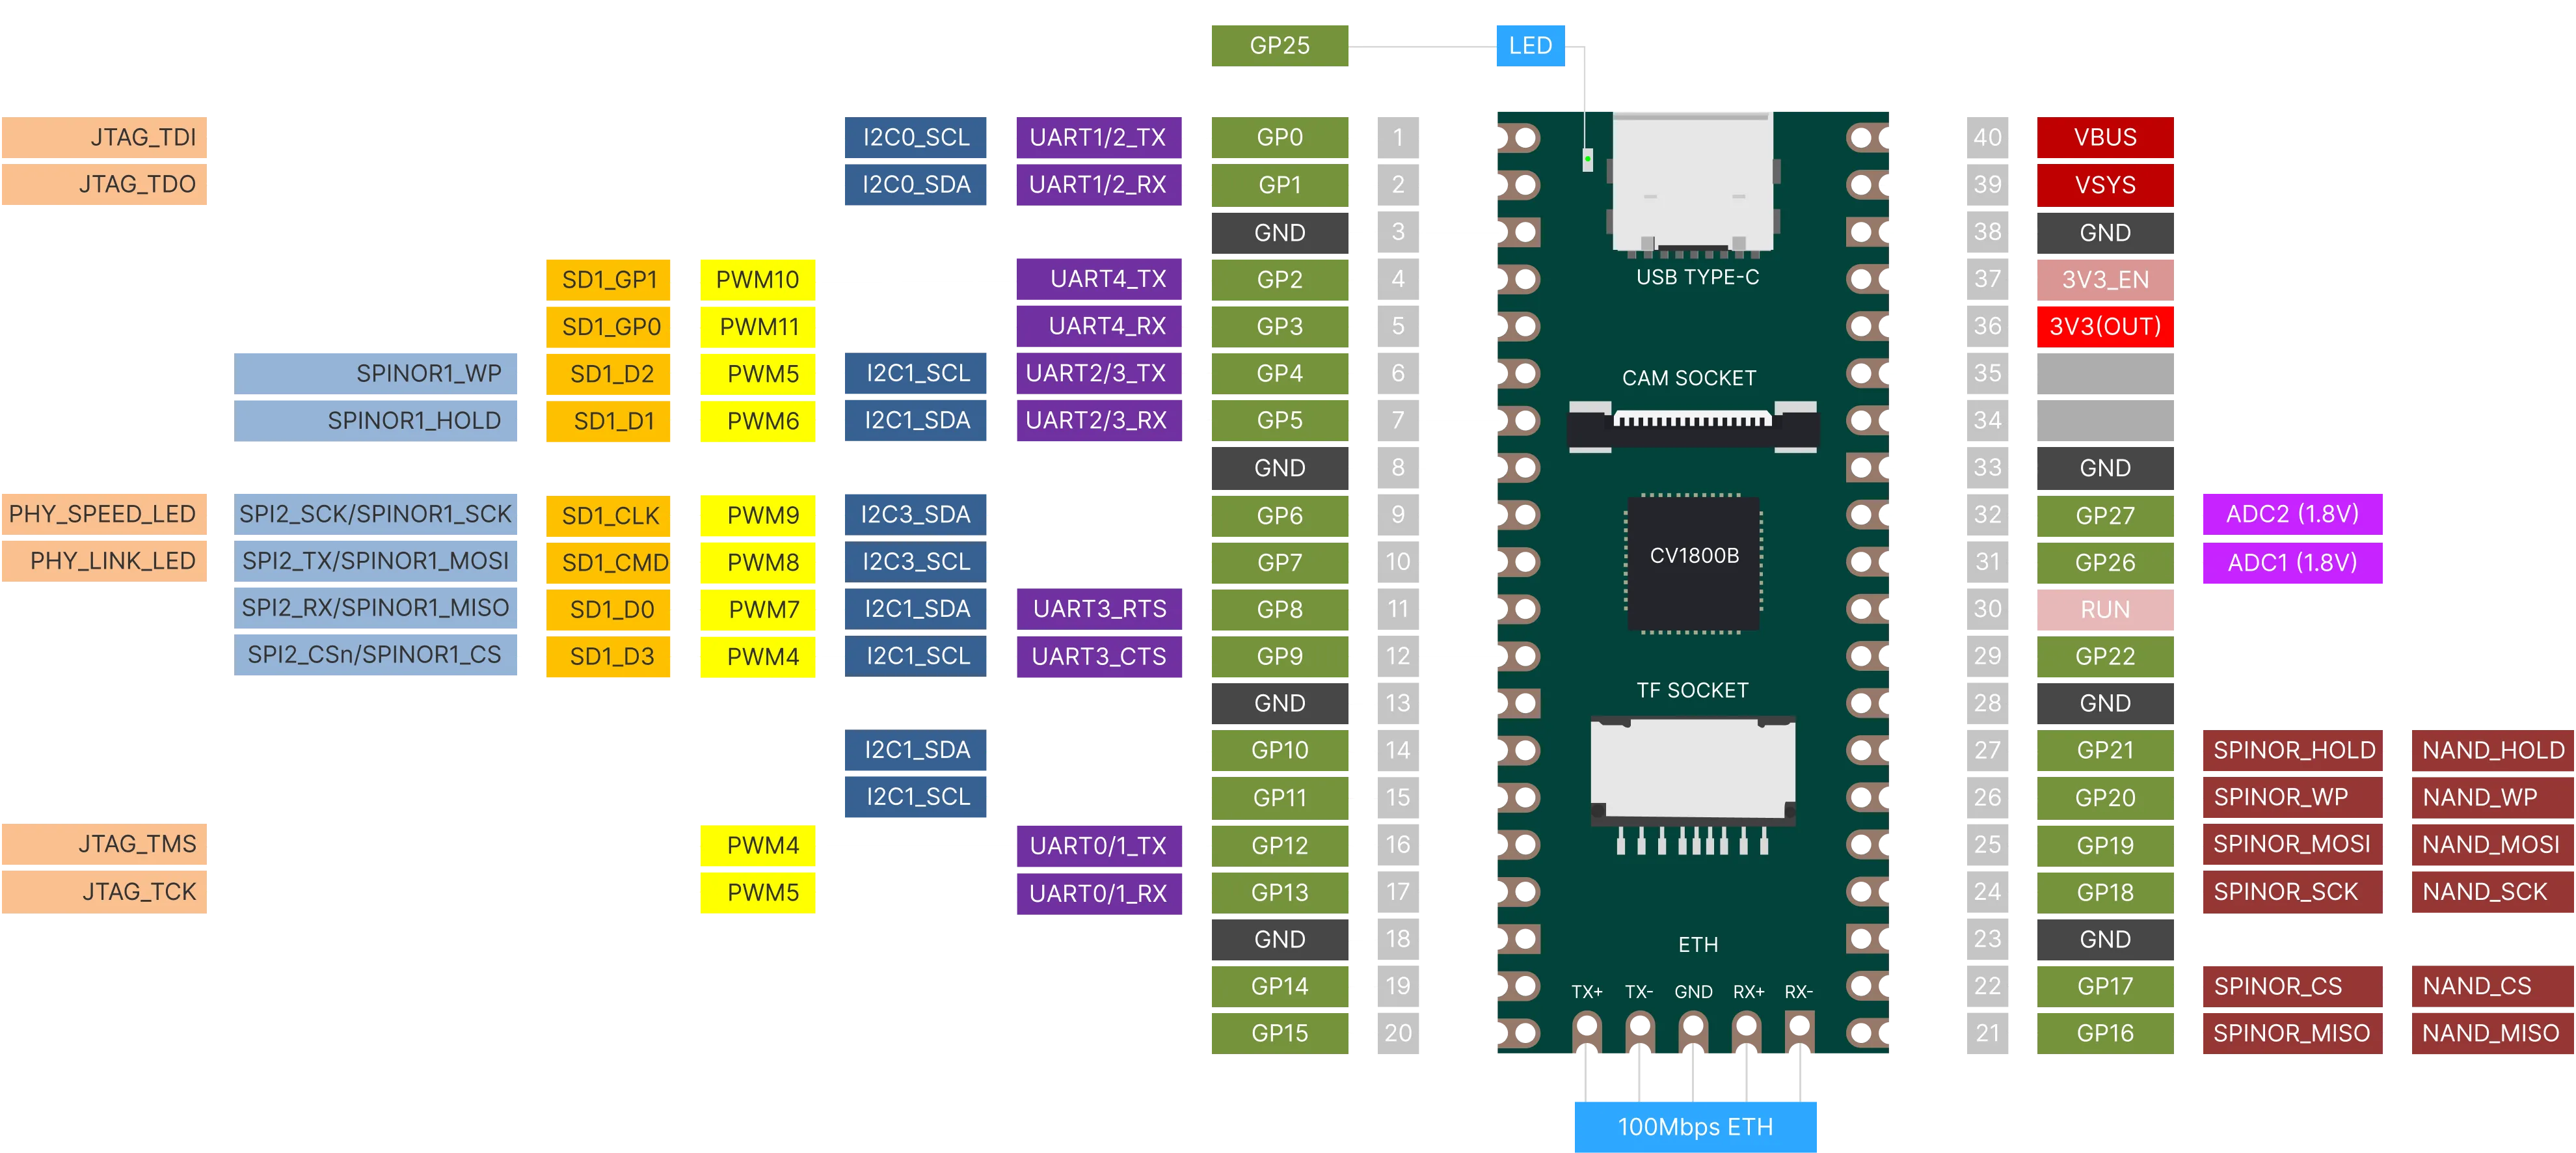 GP25 LED
JTAG_TDI I2C0_SCL UART1/2_TX GP0 1 40 VBUS
JTAG_TDO I2C0_SDA UART1/2_RX GP1 2 39 VSYS
GND 3 38 GND
SD1_GP1 PWM10 UART4_TX GP2 4 USB TYPE-C 37 3V3_EN
SD1_GP0 PWM11 UART4_RX GP3 5 36 3V3(OUT)
SPINOR1_WP SD1_D2 PWM5 I2C1_SCL UART2/3_TX GP4 6 CAM SOCKET 35
SPINOR1_HOLD SD1_D1 PWM6 I2C1_SDA UART2/3_RX GP5 7 34
GND 8 33 GND
PHY_SPEED_LED SPI2_SCK/SPINOR1_SCK SD1_CLK PWM9 I2C3_SDA GP6 9 32 GP27 ADC2 (1.8V)
PHY_LINK_LED SPI2_TX/SPINOR1_MOSI SD1_CMD PWM8 I2C3_SCL GP7 10 CV1800B 31 GP26 ADC1 (1.8V)
SPI2_RX/SPINOR1_MISO SD1_D0 PWM7 I2C1_SDA UART3_RTS GP8 11 30 RUN
SPI2_CSn/SPINOR1_CS SD1_D3 PWM4 I2C1_SCL UART3_CTS GP9 12 29 GP22
GND 13 TF SOCKET 28 GND
I2C1_SDA GP10 14 27 GP21 SPINOR_HOLD NAND_HOLD
I2C1_SCL GP11 15 26 GP20 SPINOR_WP NAND_WP
JTAG_TMS PWM4 UART0/1_TX GP12 16 25 GP19 SPINOR_MOSI NAND_MOSI
JTAG_TCK PWM5 UART0/1_RX GP13 17 24 GP18 SPINOR_SCK NAND_SCK
GND 18 ETH 23 GND
GP14 19 TX+ TX- GND RX+ RX- 22 GP17 SPINOR_CS NAND_CS
GP15 20 21 GP16 SPINOR_MISO NAND_MISO
100Mbps ETH